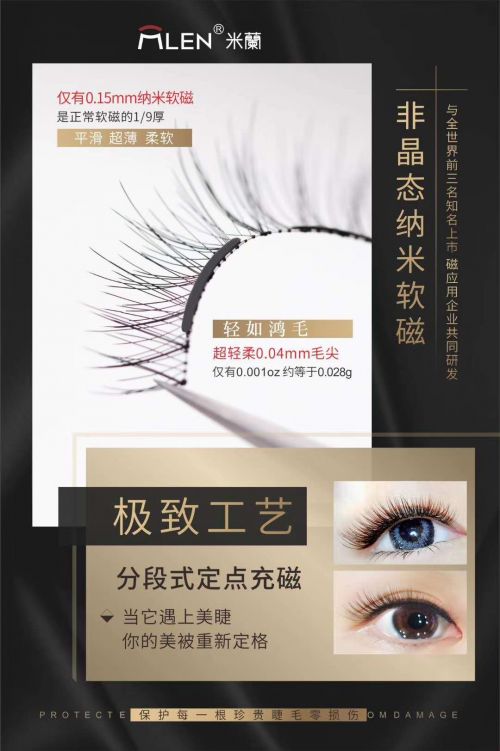 MLEN® 米蘭
仅有0.15mm纳米软磁
是正常软磁的1/9厚
平滑 超薄 柔软
非晶态纳米软磁
与全世界前三名知名上市 磁应用企业共同研发
轻如鸿毛
超轻柔0.04mm毛尖
仅有0.001oz 约等于0.028g
极致工艺
分段式定点充磁
当它遇上美睫
你的美被重新定格
PROTECTE 保护每一根珍贵睫毛零损伤 OMDAMAGE